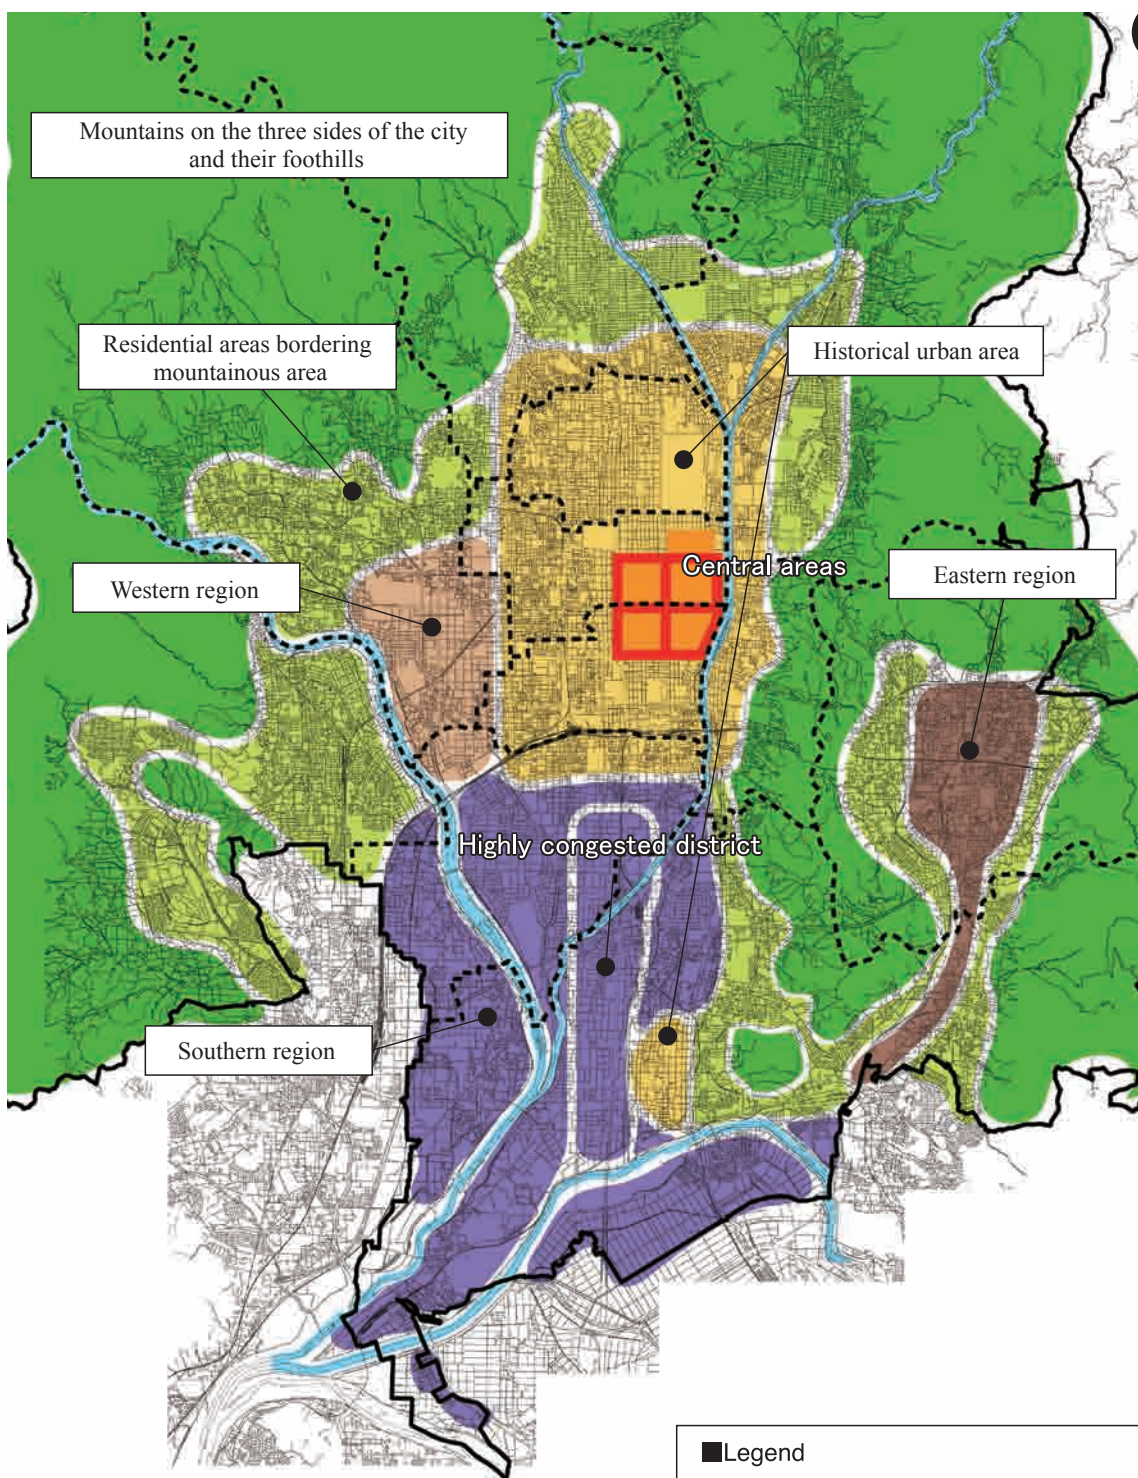 Mountains on the three sides of the city
and their foothills
Residential areas bordering
mountainous area
Historical urban area
Central areas
Western region
Eastern region
Highly congested district
Southern region
■Legend